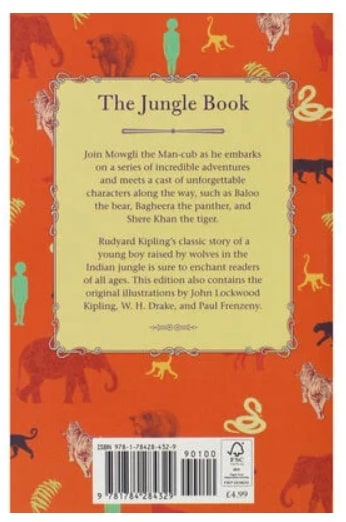 The Jungle Book
Join Mowgli the Man-cub as he embarks
on a series of incredible adventures
and meets a cast of unforgettable
characters along the way, such as Baloo
the bear, Bagheera the panther, and
Shere Khan the tiger.
Rudyard Kipling's classic story of a
young boy raised by wolves in the
Indian jungle is sure to enchant readers
of all ages. This edition also contains the
original illustrations by John Lockwood
Kipling, W. H. Drake, and Paul Frenzeny.
ISBN 978-1-78428-432-9
90100
9 781784 284329
FSC
£4.99